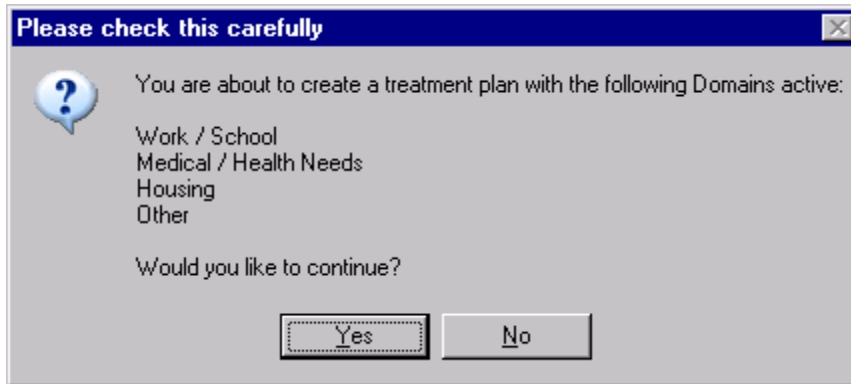 Please check this carefully
You are about to create a treatment plan with the following Domains active:
Work / School
Medical / Health Needs
Housing
Other
Would you like to continue?
Yes
No